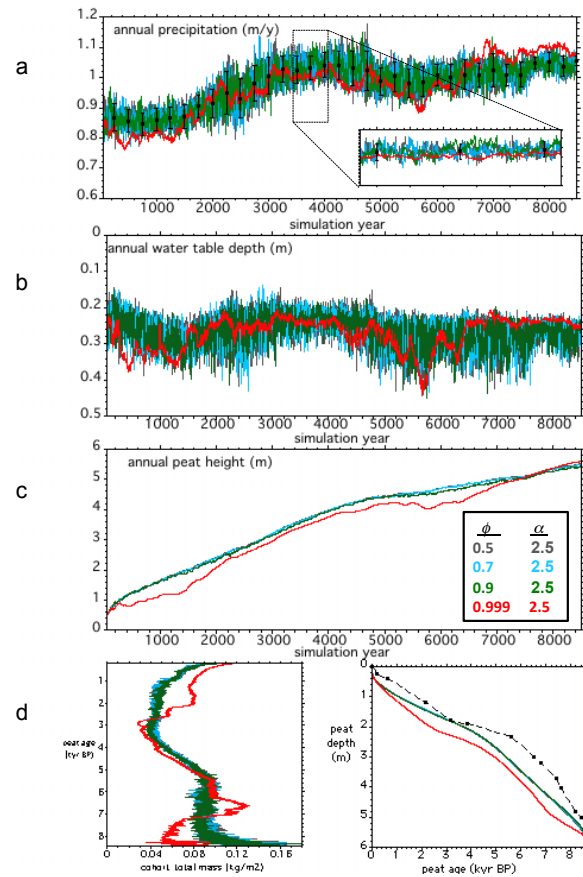 a
annual precipitation (m/y)
1.2
1.1
1.0
0.9
0.8
0.7
0.6
1000 2000 3000 4000 5000 6000 7000 8000
simulation year
b
annual water table depth (m)
0
0.1
0.2
0.3
0.4
0.5
1000 2000 3000 4000 5000 6000 7000 8000
simulation year
c
annual peat height (m)
6
5
4
3
2
1
0
0 1000 2000 3000 4000 5000 6000 7000 8000
simulation year
ϕ α
0.5 2.5
0.7 2.5
0.9 2.5
0.999 2.5
d
peat age
(kyr BP)
1
2
3
4
5
6
7
8
0 0.04 0.08 0.12 0.16
cohort total mass (kg/m2)
peat
depth
(m)
0
1
2
3
4
5
6
0 1 2 3 4 5 6 7 8
peat age (kyr BP)